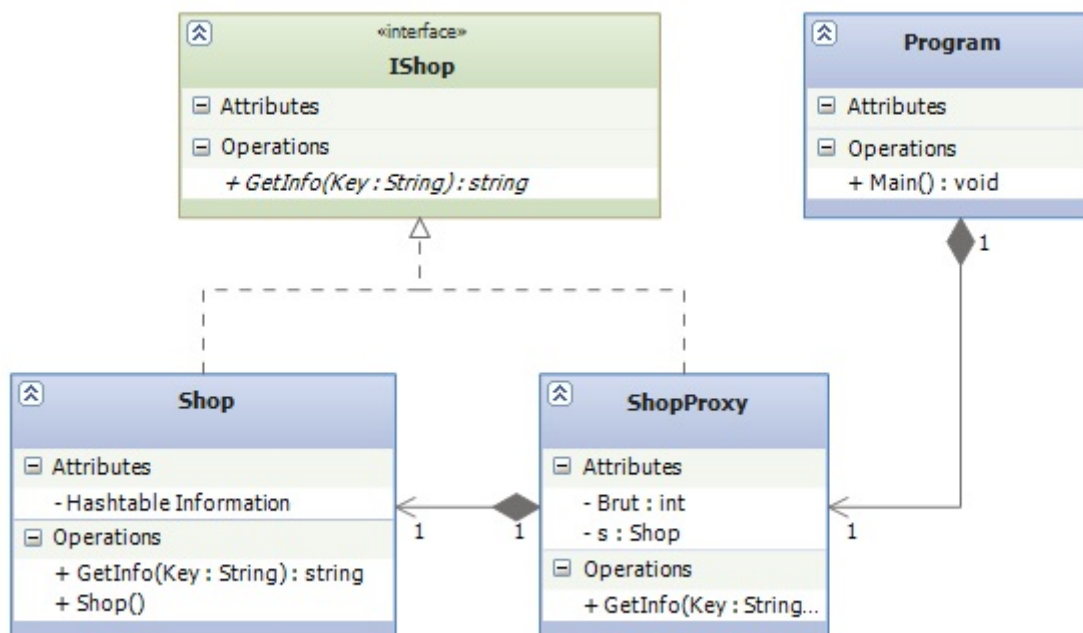 «interface»
IShop
Attributes
Operations
+ GetInfo(Key : String) : string
Program
Attributes
Operations
+ Main() : void
1
1
Shop
Attributes
- Hashtable Information
Operations
+ GetInfo(Key : String) : string
+ Shop()
1
1
ShopProxy
Attributes
- Brut : int
- s : Shop
Operations
+ GetInfo(Key : String...